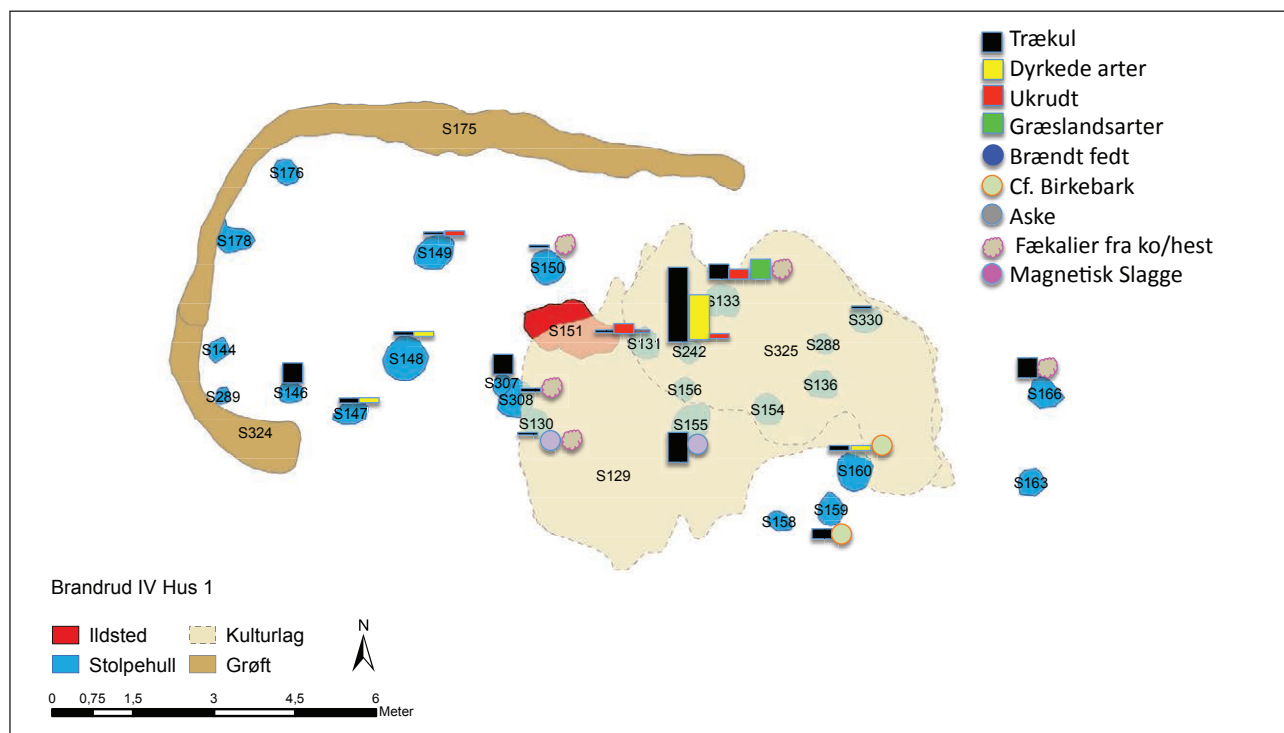 Trækul
Dyrkede arter
Ukrudt
Græslandsarter
Brændt fedt
Cf. Birkebark
Aske
Fækalier fra ko/hest
Magnetisk Slagge
S175
S176
S178
S149
S150
S133
S330
S151
S131
S242
S325
S288
S144
S148
S146
S289
S147
S307
S308
S156
S136
S166
S130
S155
S154
S324
S129
S160
S163
S159
S158
Brandrud IV Hus 1
Ildsted
Kulturlag
Stolpehull
Grøft
N
0 0,75 1,5 3 4,5 6
Meter